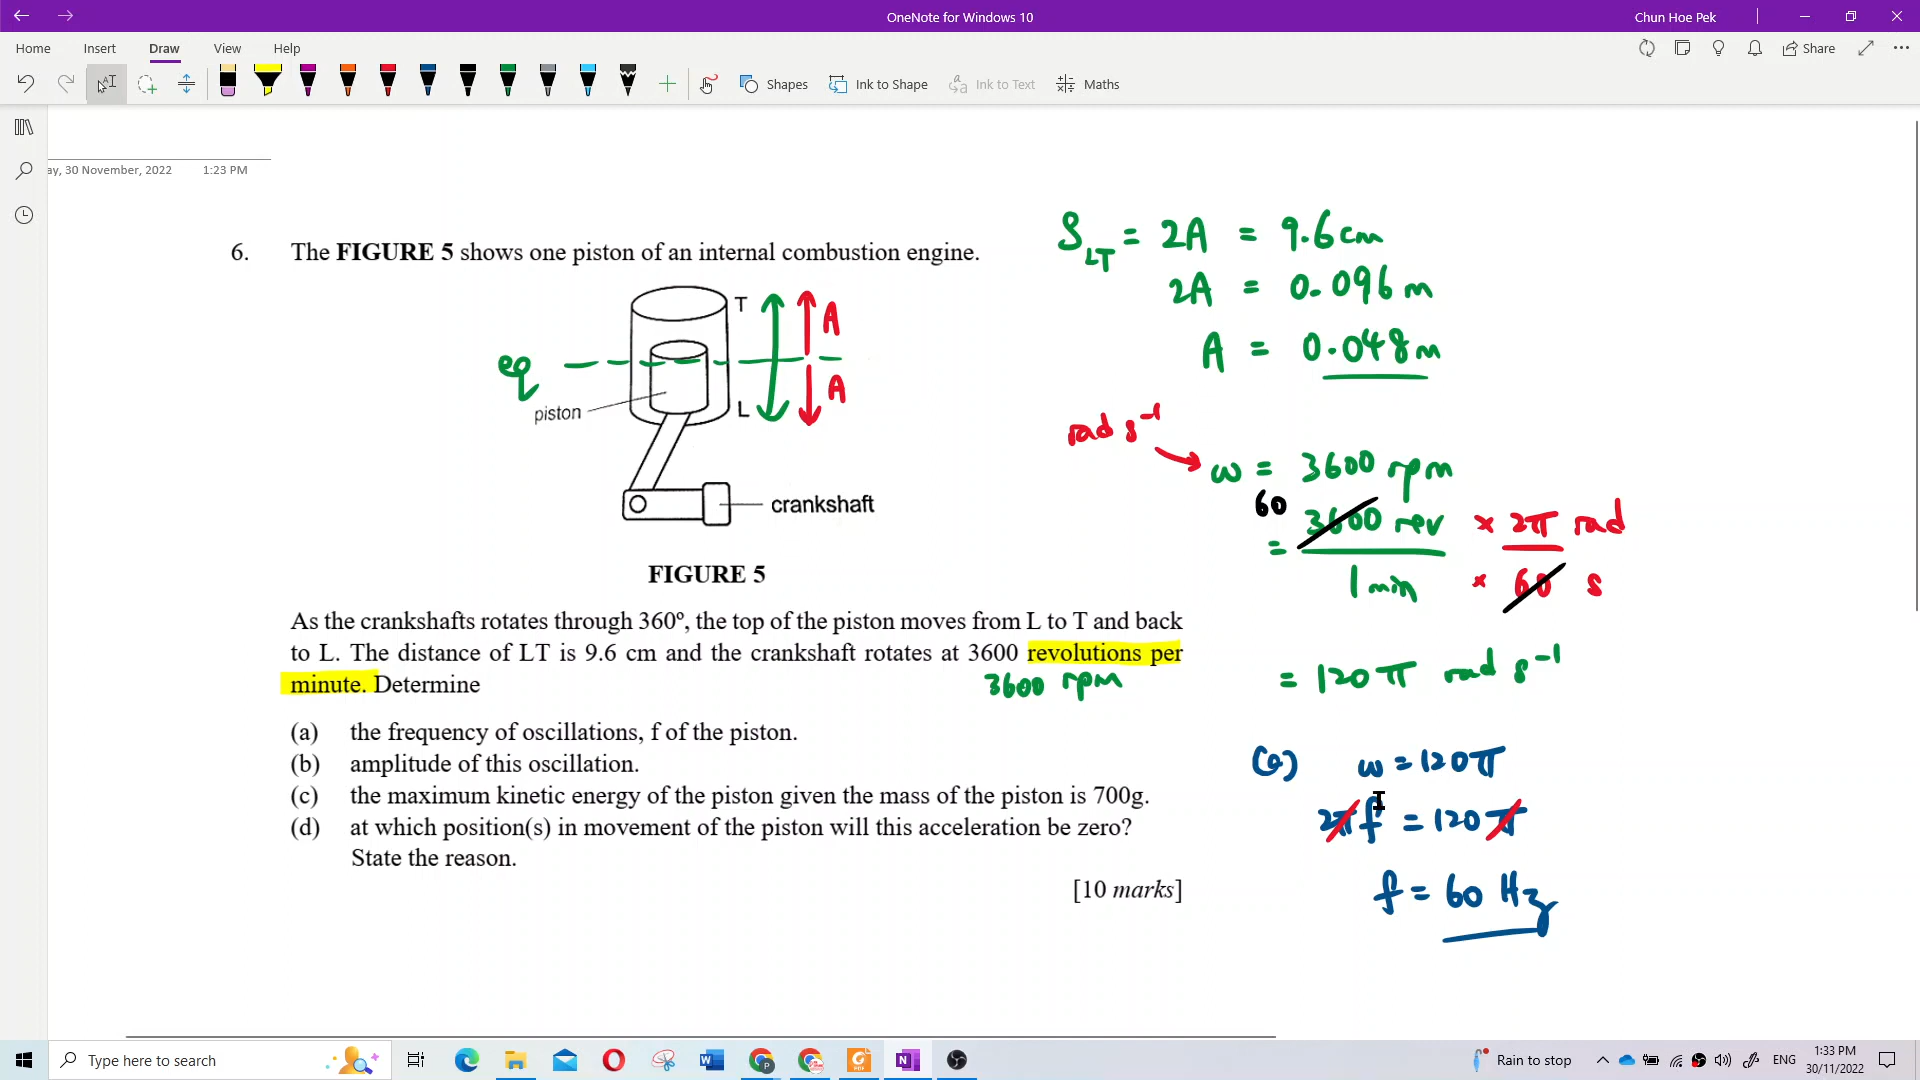 OneNote for Windows 10
Chun Hoe Pek
Home Insert Draw View Help
Share
Shapes Ink to Shape Ink to Text Maths
ay, 30 November, 2022 1:23 PM
6. The FIGURE 5 shows one piston of an internal combustion engine.
T
A
eq
A
piston
L
crankshaft
FIGURE 5
As the crankshafts rotates through 360º, the top of the piston moves from L to T and back
to L. The distance of LT is 9.6 cm and the crankshaft rotates at 3600 revolutions per
minute. Determine
3600 rpm
(a) the frequency of oscillations, f of the piston.
(b) amplitude of this oscillation.
(c) the maximum kinetic energy of the piston given the mass of the piston is 700g.
(d) at which position(s) in movement of the piston will this acceleration be zero?
State the reason.
[10 marks]
S_LT = 2A = 9.6cm
2A = 0.096 m
A = 0.048m
rad s⁻¹
ω = 3600 rpm
60
= 3600 rev × 2π rad
1 min × 60 s
= 120π rad s⁻¹
(a) ω = 120π
2πf = 120π
f = 60 Hz
Type here to search
Rain to stop
ENG
1:33 PM
30/11/2022